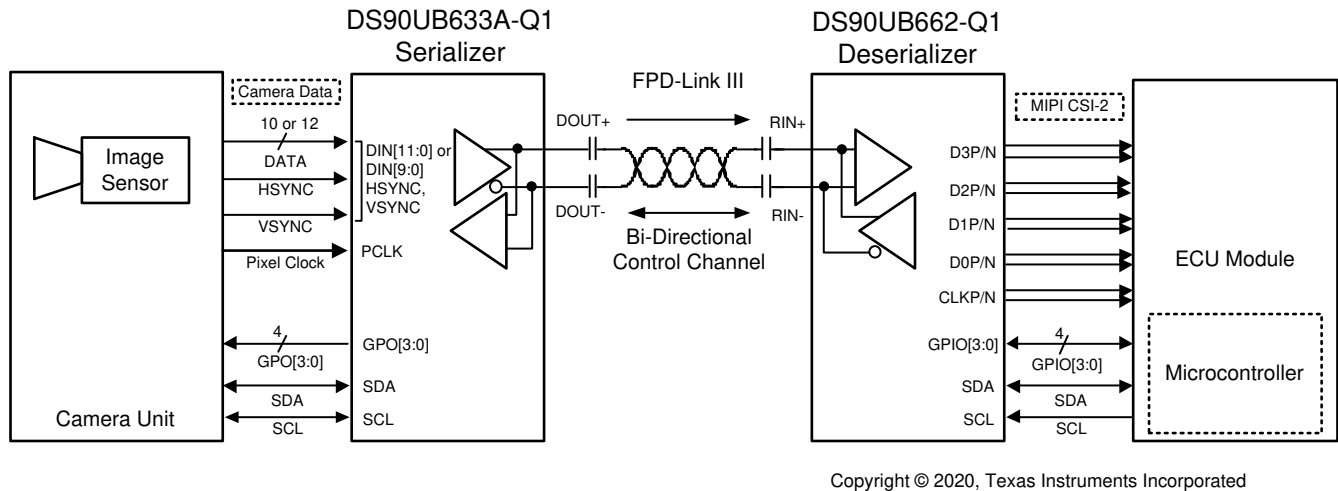 DS90UB633A-Q1
Serializer
DS90UB662-Q1
Deserializer
Camera Data
FPD-Link III
MIPI CSI-2
10 or 12
DATA
HSYNC
VSYNC
Pixel Clock
Image
Sensor
DIN[11:0] or
DIN[9:0]
HSYNC,
VSYNC
PCLK
DOUT+
DOUT-
RIN+
RIN-
Bi-Directional
Control Channel
D3P/N
D2P/N
D1P/N
D0P/N
CLKP/N
ECU Module
4
GPO[3:0]
GPO[3:0]
SDA
SDA
SCL
SCL
Camera Unit
GPIO[3:0]
4
GPIO[3:0]
SDA
SDA
SCL
SCL
Microcontroller
Copyright © 2020, Texas Instruments Incorporated